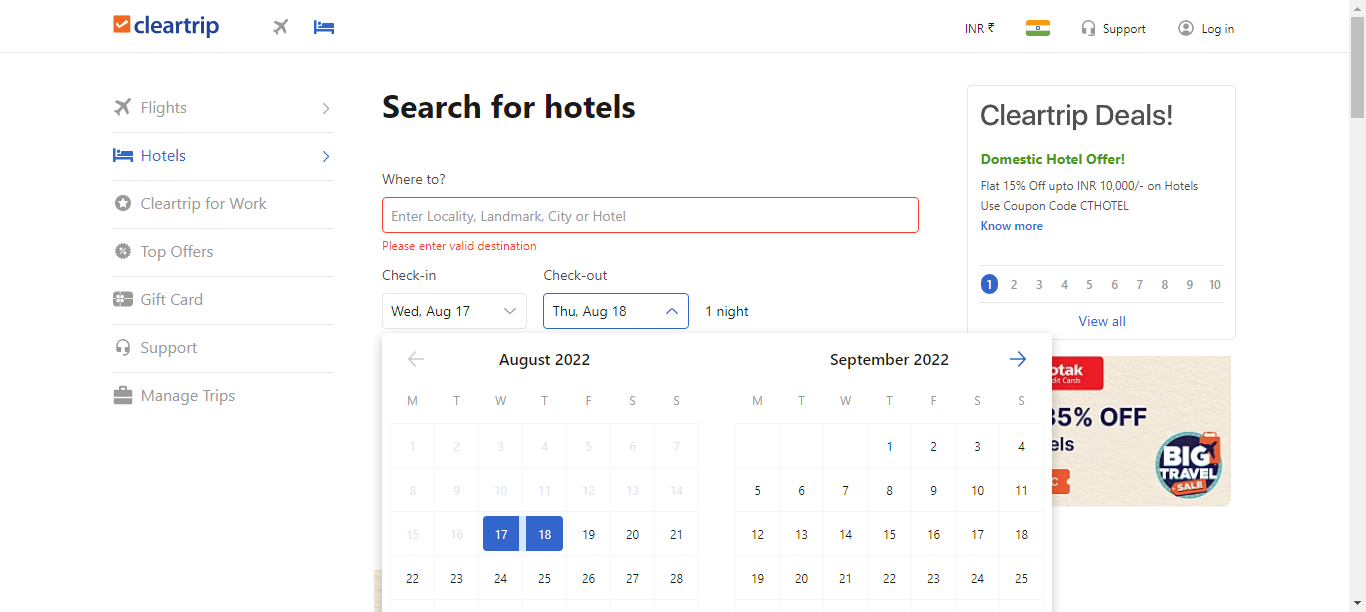 cleartrip
INR ₹
Support
Log in
Flights
Hotels
Cleartrip for Work
Top Offers
Gift Card
Support
Manage Trips
Search for hotels
Where to?
Enter Locality, Landmark, City or Hotel
Please enter valid destination
Check-in
Check-out
Wed, Aug 17
Thu, Aug 18
1 night
August 2022
M T W T F S S
1 2 3 4 5 6 7
8 9 10 11 12 13 14
15 16 17 18 19 20 21
22 23 24 25 26 27 28
September 2022
M T W T F S S
1 2 3 4
5 6 7 8 9 10 11
12 13 14 15 16 17 18
19 20 21 22 23 24 25
Cleartrip Deals!
Domestic Hotel Offer!
Flat 15% Off upto INR 10,000/- on Hotels
Use Coupon Code CTHOTEL
Know more
1 2 3 4 5 6 7 8 9 10
View all
otak
dit Cards
35% OFF
els
C
BIG
TRAVEL
SALE